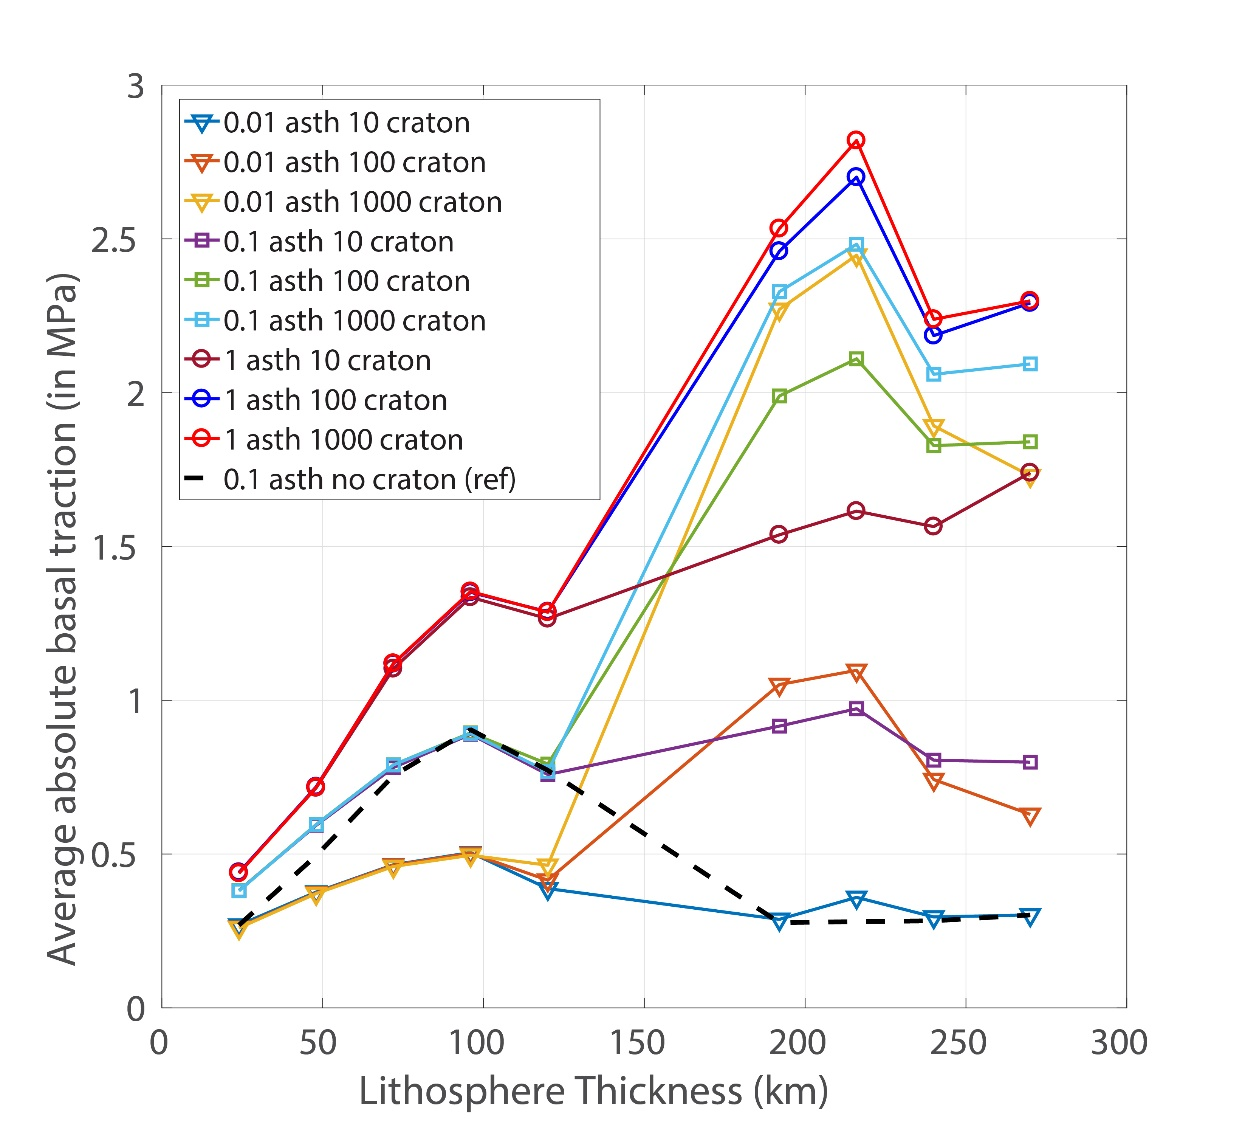 3
2.5
2
1.5
1
0.5
0
0.01 asth 10 craton
0.01 asth 100 craton
0.01 asth 1000 craton
0.1 asth 10 craton
0.1 asth 100 craton
0.1 asth 1000 craton
1 asth 10 craton
1 asth 100 craton
1 asth 1000 craton
0.1 asth no craton (ref)
Average absolute basal traction (in MPa)
0 50 100 150 200 250 300
Lithosphere Thickness (km)